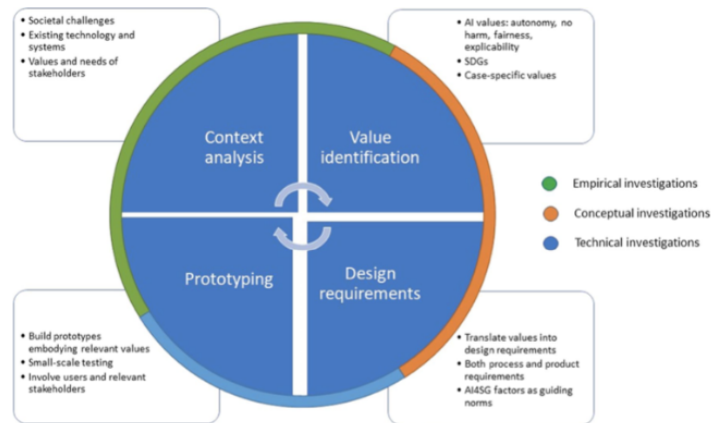 • Societal challenges
• Existing technology and
systems
• Values and needs of
stakeholders
• AI values: autonomy, no
harm, fairness,
explicability
• SDGs
• Case-specific values
Context
analysis
Value
identification
Empirical investigations
Conceptual investigations
Technical investigations
Prototyping
Design
requirements
• Build prototypes
embodying relevant values
• Small-scale testing
• Involve users and relevant
stakeholders
• Translate values into
design requirements
• Both process and product
requirements
• AI4SG factors as guiding
norms